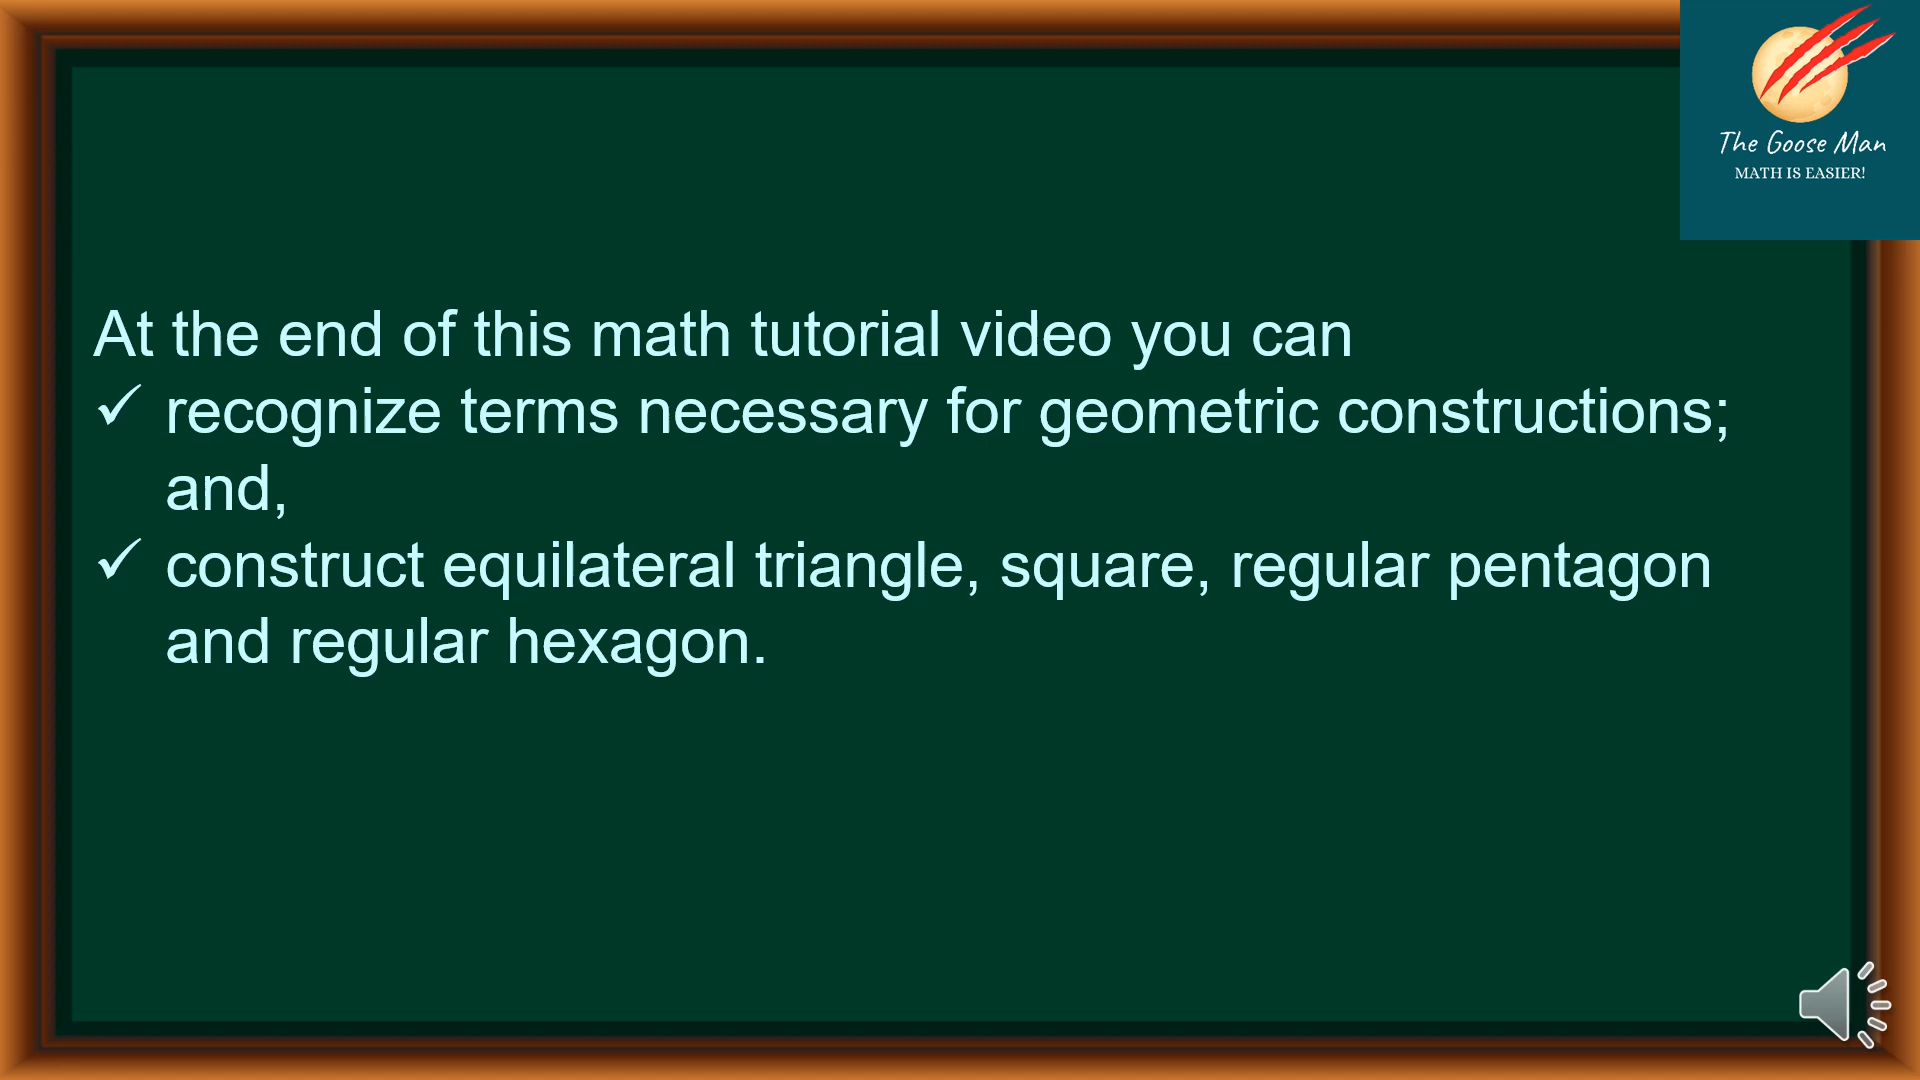 The Goose Man
MATH IS EASIER!
At the end of this math tutorial video you can
✓ recognize terms necessary for geometric constructions;
and,
✓ construct equilateral triangle, square, regular pentagon
and regular hexagon.